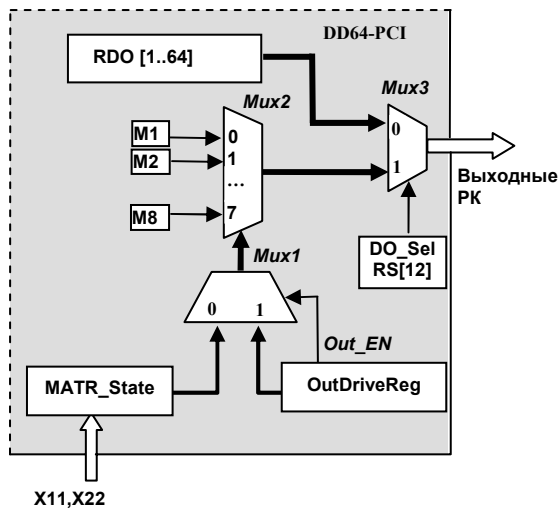 DD64-PCI
RDO [1..64]
Mux3
Mux2
0
M1
0
M2
1
1
...
Выходные
РК
M8
7
DO_Sel
RS[12]
Mux1
0 1
Out_EN
MATR_State
OutDriveReg
X11,X22